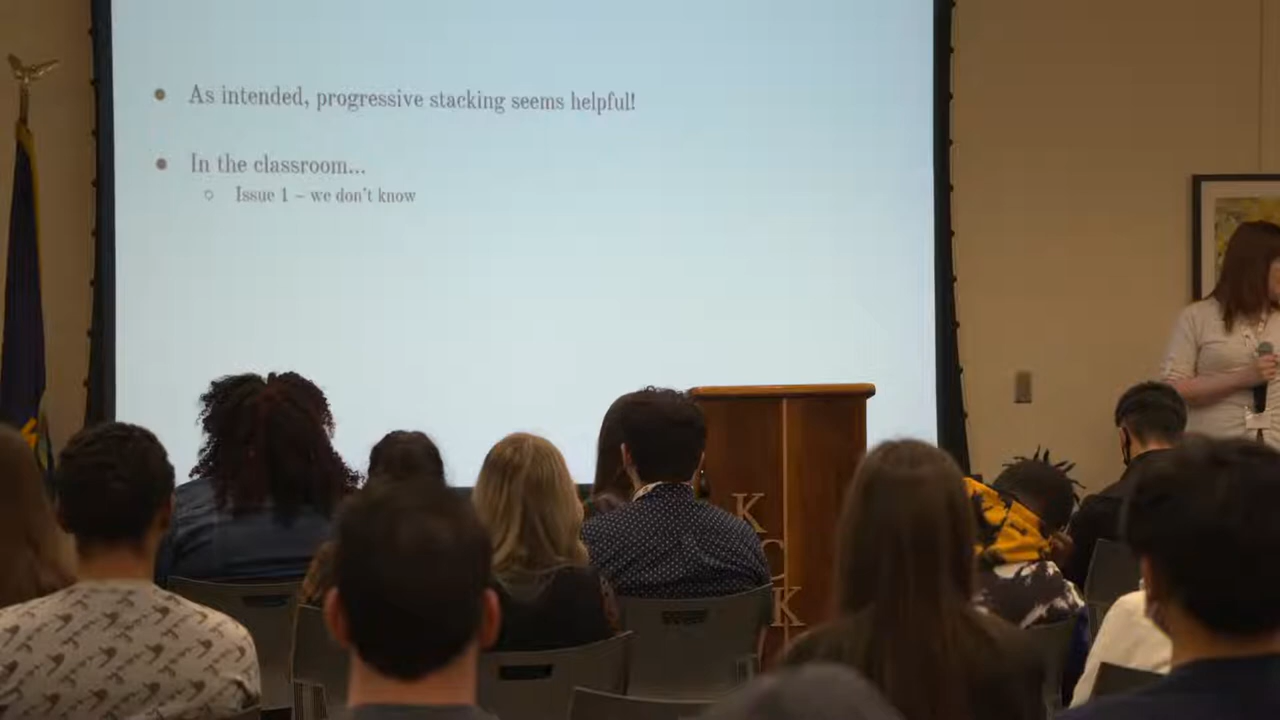 As intended, progressive stacking seems helpful!
In the classroom...
Issue 1 – we don't know
K
K